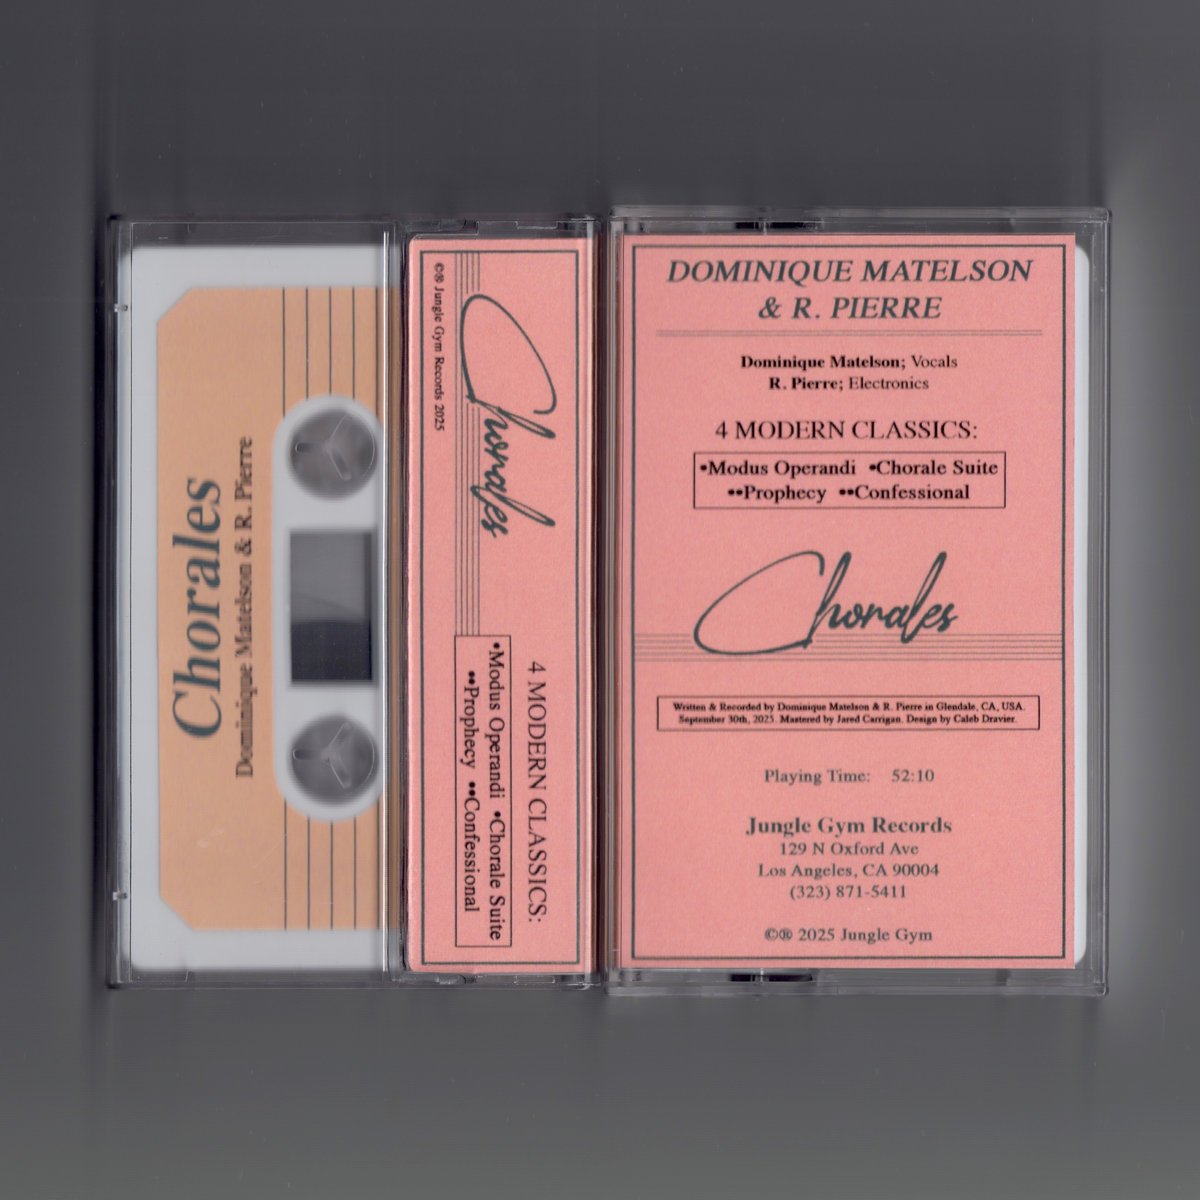 Chorales
Dominique Matelson & R. Pierre
©℗ Jungle Gym Records 2025
Chorales
4 MODERN CLASSICS:
•Modus Operandi •Chorale Suite
••Prophecy ••Confessional
DOMINIQUE MATELSON
& R. PIERRE
Dominique Matelson; Vocals
R. Pierre; Electronics
4 MODERN CLASSICS:
•Modus Operandi •Chorale Suite
••Prophecy ••Confessional
Chorales
Written & Recorded by Dominique Matelson & R. Pierre in Glendale, CA, USA.
September 30th, 2023. Mastered by Jared Carrigan. Design by Caleb Dravier.
Playing Time: 52:10
Jungle Gym Records
129 N Oxford Ave
Los Angeles, CA 90004
(323) 871-5411
©℗ 2025 Jungle Gym